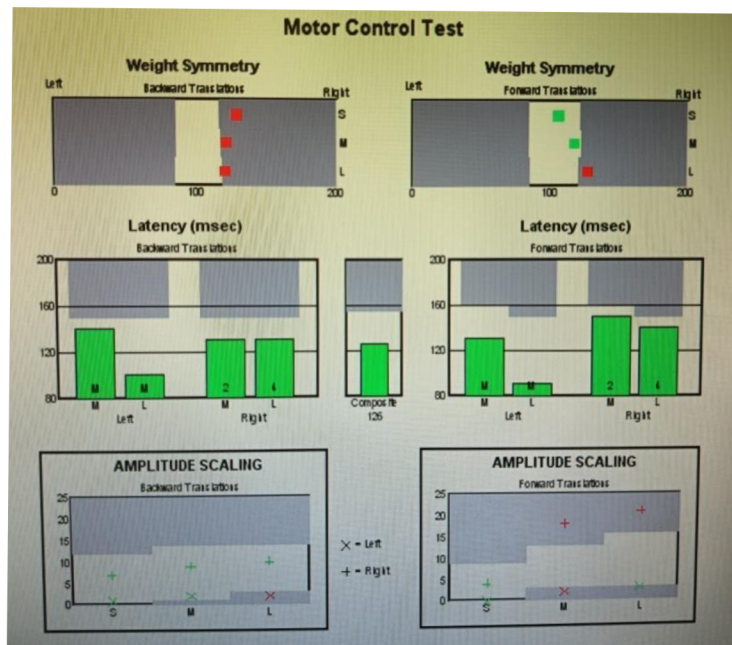 Motor Control Test
Weight Symmetry
Left Backward Translations Right
S
M
L
0 100 200
Weight Symmetry
Left Forward Translations Right
S
M
L
0 100 200
Latency (msec)
Backward Translations
200
160
120
80
M M 2 4
M L M L
Left Right
Composite
126
Latency (msec)
Forward Translations
200
160
120
80
M M 2 4
M L M L
Left Right
AMPLITUDE SCALING
Backward Translations
25
20
15
10
5
0
S M L
× - Left
+ - Right
AMPLITUDE SCALING
Forward Translations
25
20
15
10
5
0
S M L